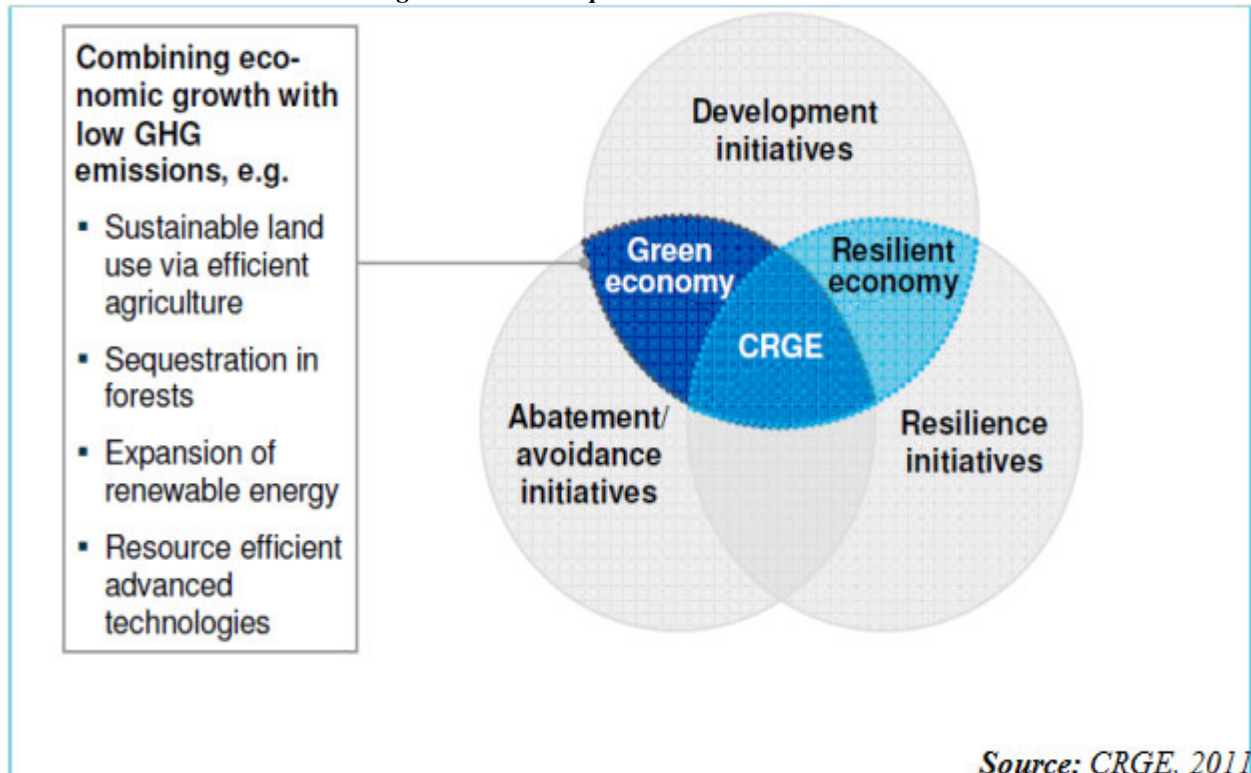 Combining eco-
nomic growth with
low GHG
emissions, e.g.
▪ Sustainable land
use via efficient
agriculture
▪ Sequestration in
forests
▪ Expansion of
renewable energy
▪ Resource efficient
advanced
technologies
Development
initiatives
Green
economy
Resilient
economy
CRGE
Abatement/
avoidance
initiatives
Resilience
initiatives
Source: CRGE, 2011